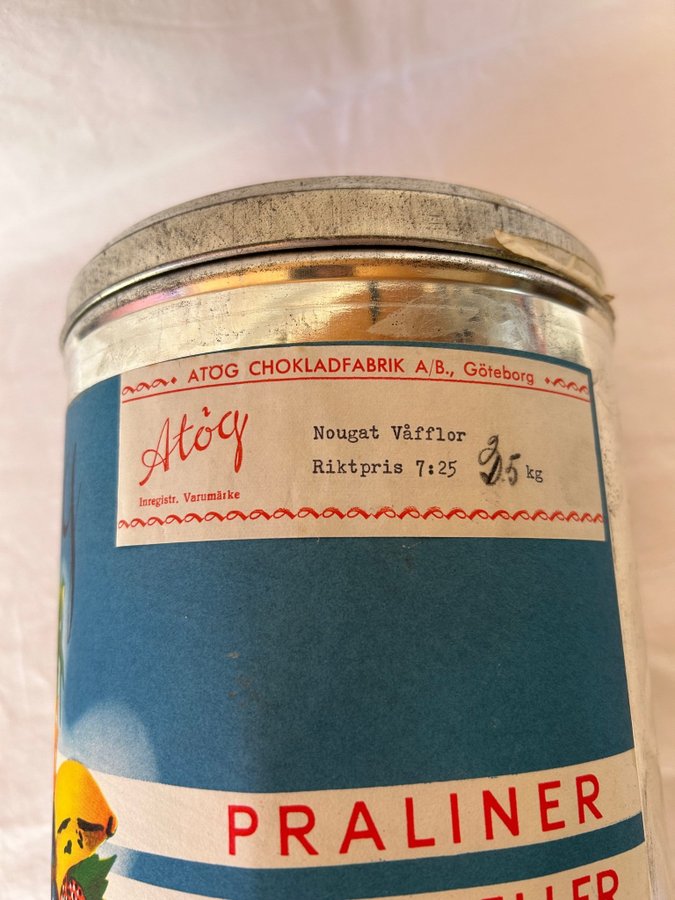 ATÖG CHOKLADFABRIK A/B., Göteborg
Atög
Inregistr. Varumärke
Nougat Våfflor
Riktpris 7:25 kg
PRALINER